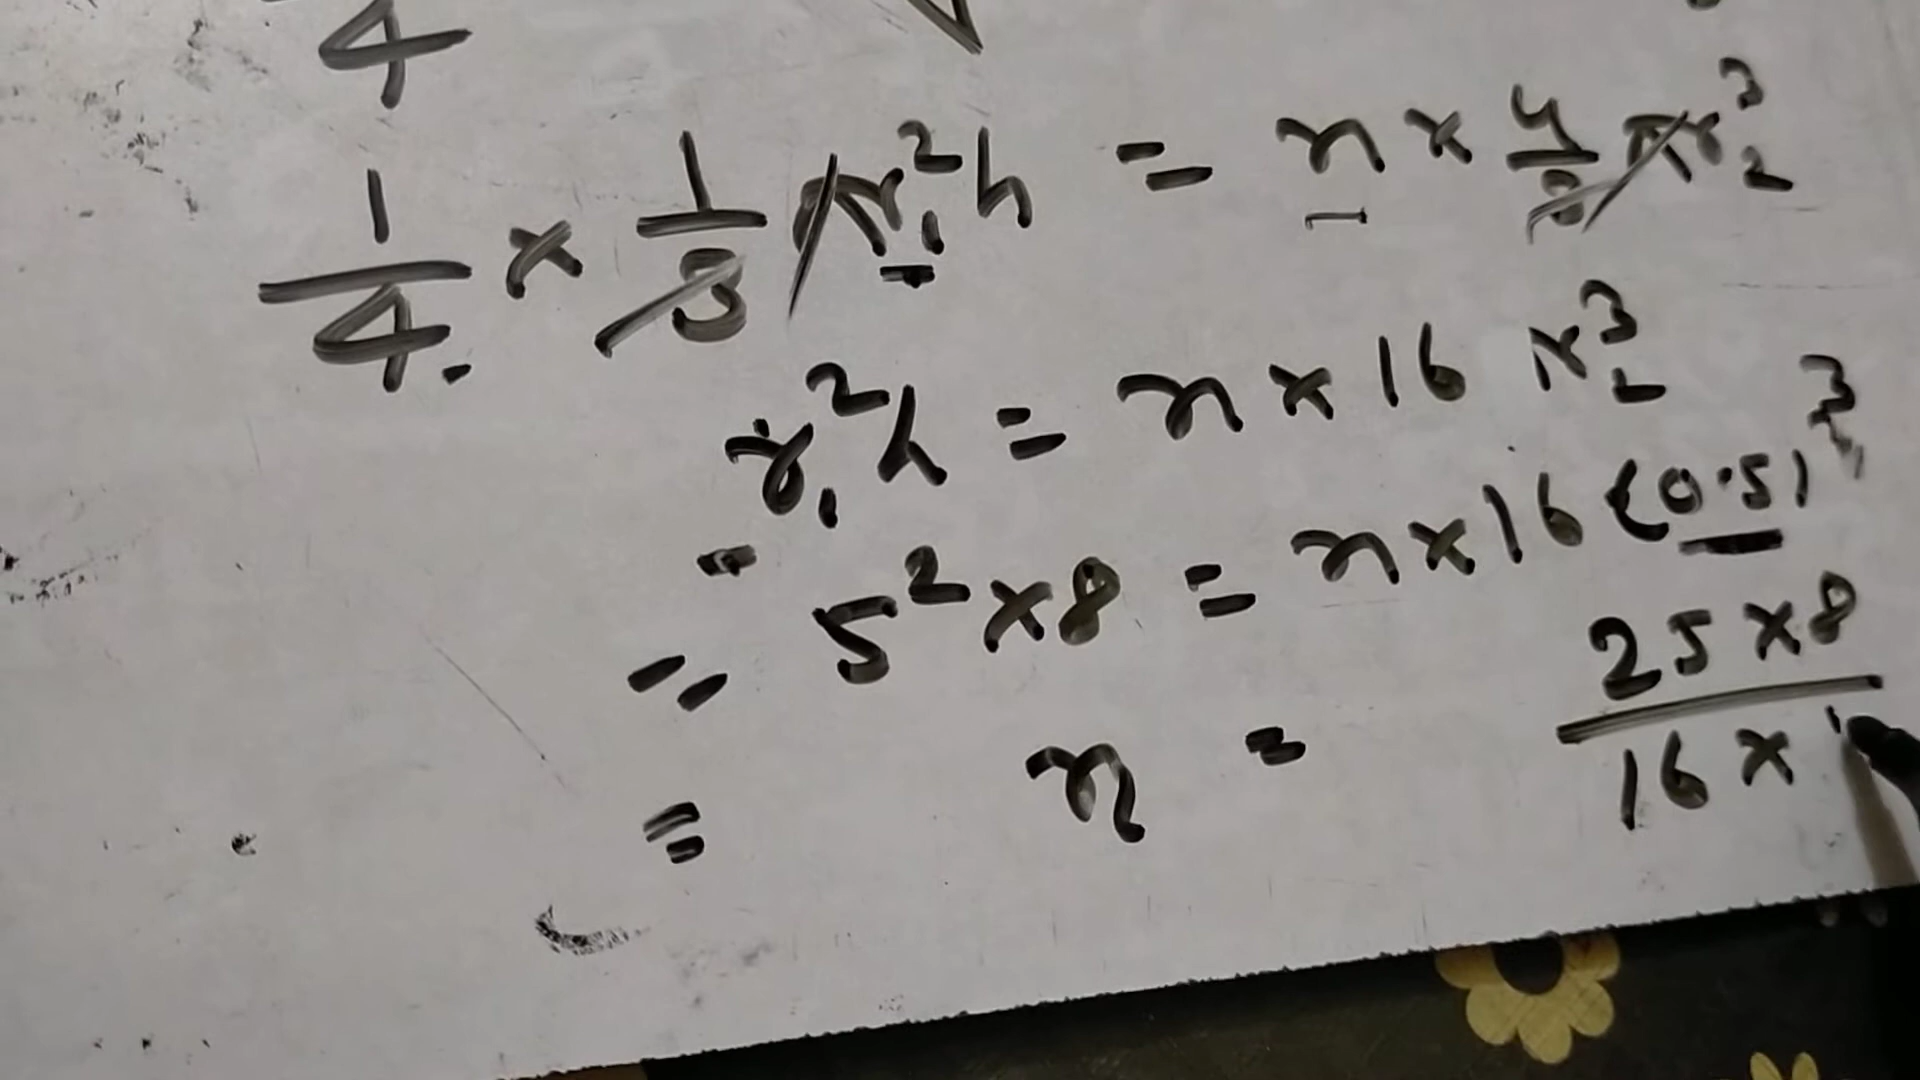 4
1/4 × 1/3 πr₁²h = n × 4/3 πr₂³
r₁²h = n × 16 r₂³
= 5² × 8 = n × 16 (0.5)³
= n = 25 × 8 / 16 ×